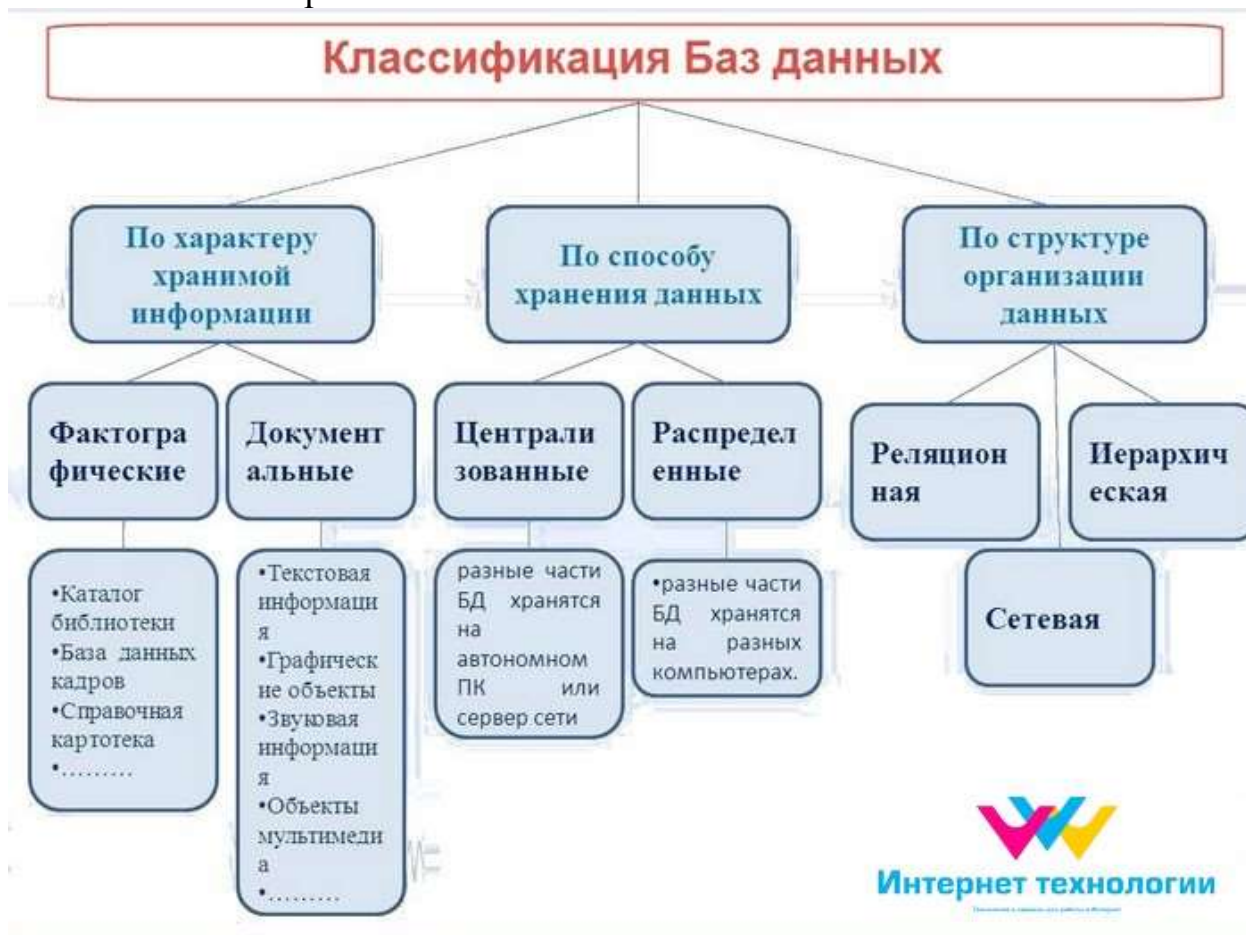 Классификация Баз данных
По характеру
хранимой
информации
По способу
хранения данных
По структуре
организации
данных
Фактогра
фические
Документ
альные
Централи
зованные
Распредел
енные
Реляцион
ная
Иерархич
еская
Сетевая
•Каталог
библиотеки
•База данных
кадров
•Справочная
картотека
•………
•Текстовая
информаци
я
•Графическ
ие объекты
•Звуковая
информаци
я
•Объекты
мультимеди
а
•………
разные части
БД хранятся
на
автономном
ПК или
сервер сети
•разные части
БД хранятся
на разных
компьютерах.
Интернет технологии